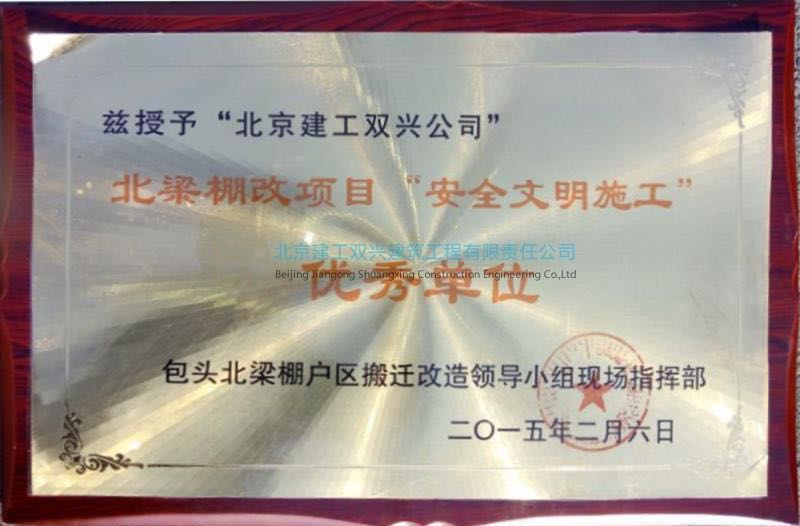 兹授予“北京建工双兴公司”
北梁棚改项目“安全文明施工”
北京建工双兴建筑工程有限责任公司
Beijing Jiangong Shuangxing Construction Engineering Co.,Ltd
优秀单位
包头北梁棚户区搬迁改造领导小组现场指挥部
二〇一五年二月六日